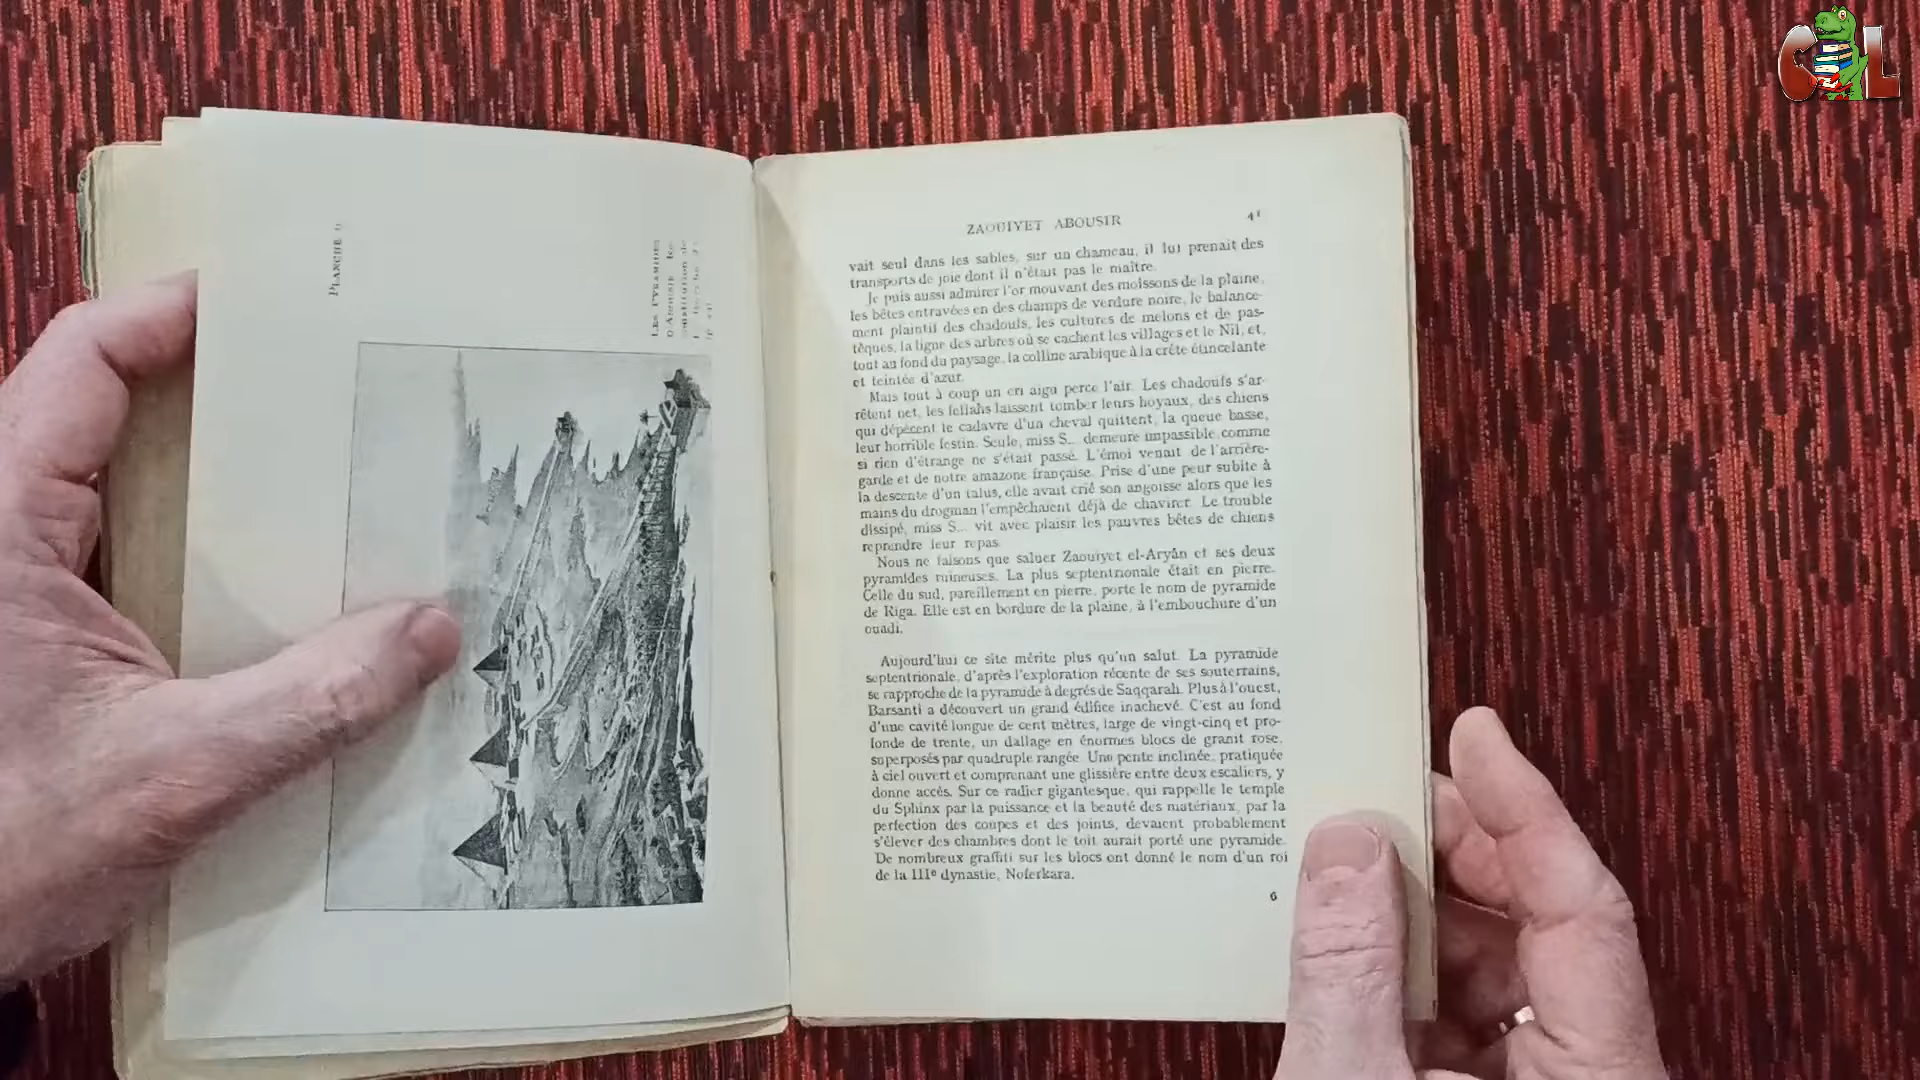 PLANCHE
LES PYRAMIDES
D'ABOUSIR
ZAOUIYET ABOUSIR
41
vait seul dans les sables, sur un chameau, il lui prenait des
transports de joie dont il n'était pas le maître.
Je puis aussi admirer l'or mouvant des moissons de la plaine,
les bêtes entravées en des champs de verdure noire, le balance-
ment plaintif des chadoufs, les cultures de melons et de pas-
tèques, la ligne des arbres où se cachent les villages et le Nil, et,
tout au fond du paysage, la colline arabique à la crête étincelante
et teintée d'azur.
Mais tout à coup un cri aigu perce l'air. Les chadoufs s'ar-
rêtent net, les fellahs laissent tomber leurs hoyaux, des chiens
qui dépècent le cadavre d'un cheval quittent, la queue basse,
leur horrible festin. Seule, miss S... demeure impassible comme
si rien d'étrange ne s'était passé. L'émoi venait de l'arrière-
garde et de notre amazone française. Prise d'une peur subite à
la descente d'un talus, elle avait crié son angoisse alors que les
mains du drogman l'empêchaient déjà de chavirer. Le trouble
dissipé, miss S... vit avec plaisir les pauvres bêtes de chiens
reprendre leur repas.
Nous ne faisons que saluer Zaouiyet el-Aryân et ses deux
pyramides ruineuses. La plus septentrionale était en pierre.
Celle du sud, pareillement en pierre, porte le nom de pyramide
de Riga. Elle est en bordure de la plaine, à l'embouchure d'un
ouadi.
Aujourd'hui ce site mérite plus qu'un salut. La pyramide
septentrionale, d'après l'exploration récente de ses souterrains,
se rapproche de la pyramide à degrés de Saqqarah. Plus à l'ouest,
Barsanti a découvert un grand édifice inachevé. C'est au fond
d'une cavité longue de cent mètres, large de vingt-cinq et pro-
fonde de trente, un dallage en énormes blocs de granit rose,
superposés par quadruple rangée. Une pente inclinée, pratiquée
à ciel ouvert et comprenant une glissière entre deux escaliers, y
donne accès. Sur ce radier gigantesque, qui rappelle le temple
du Sphinx par la puissance et la beauté des matériaux, par la
perfection des coupes et des joints, devaient probablement
s'élever des chambres dont le toit aurait porté une pyramide.
De nombreux graffiti sur les blocs ont donné le nom d'un roi
de la IIIe dynastie, Noferkara.
6